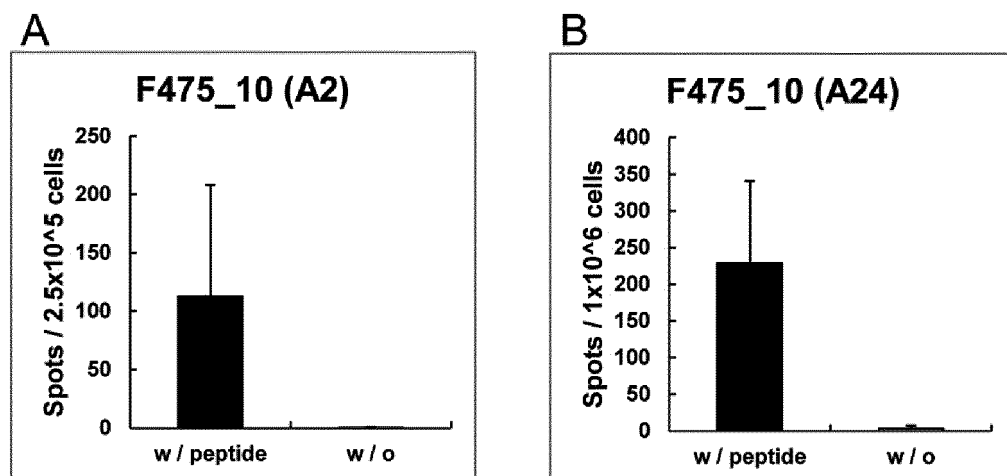 A
F475_10 (A2)
Spots / 2.5x10^5 cells
250
200
150
100
50
0
w / peptide
w / o
B
F475_10 (A24)
Spots / 1x10^6 cells
400
350
300
250
200
150
100
50
0
w / peptide
w / o